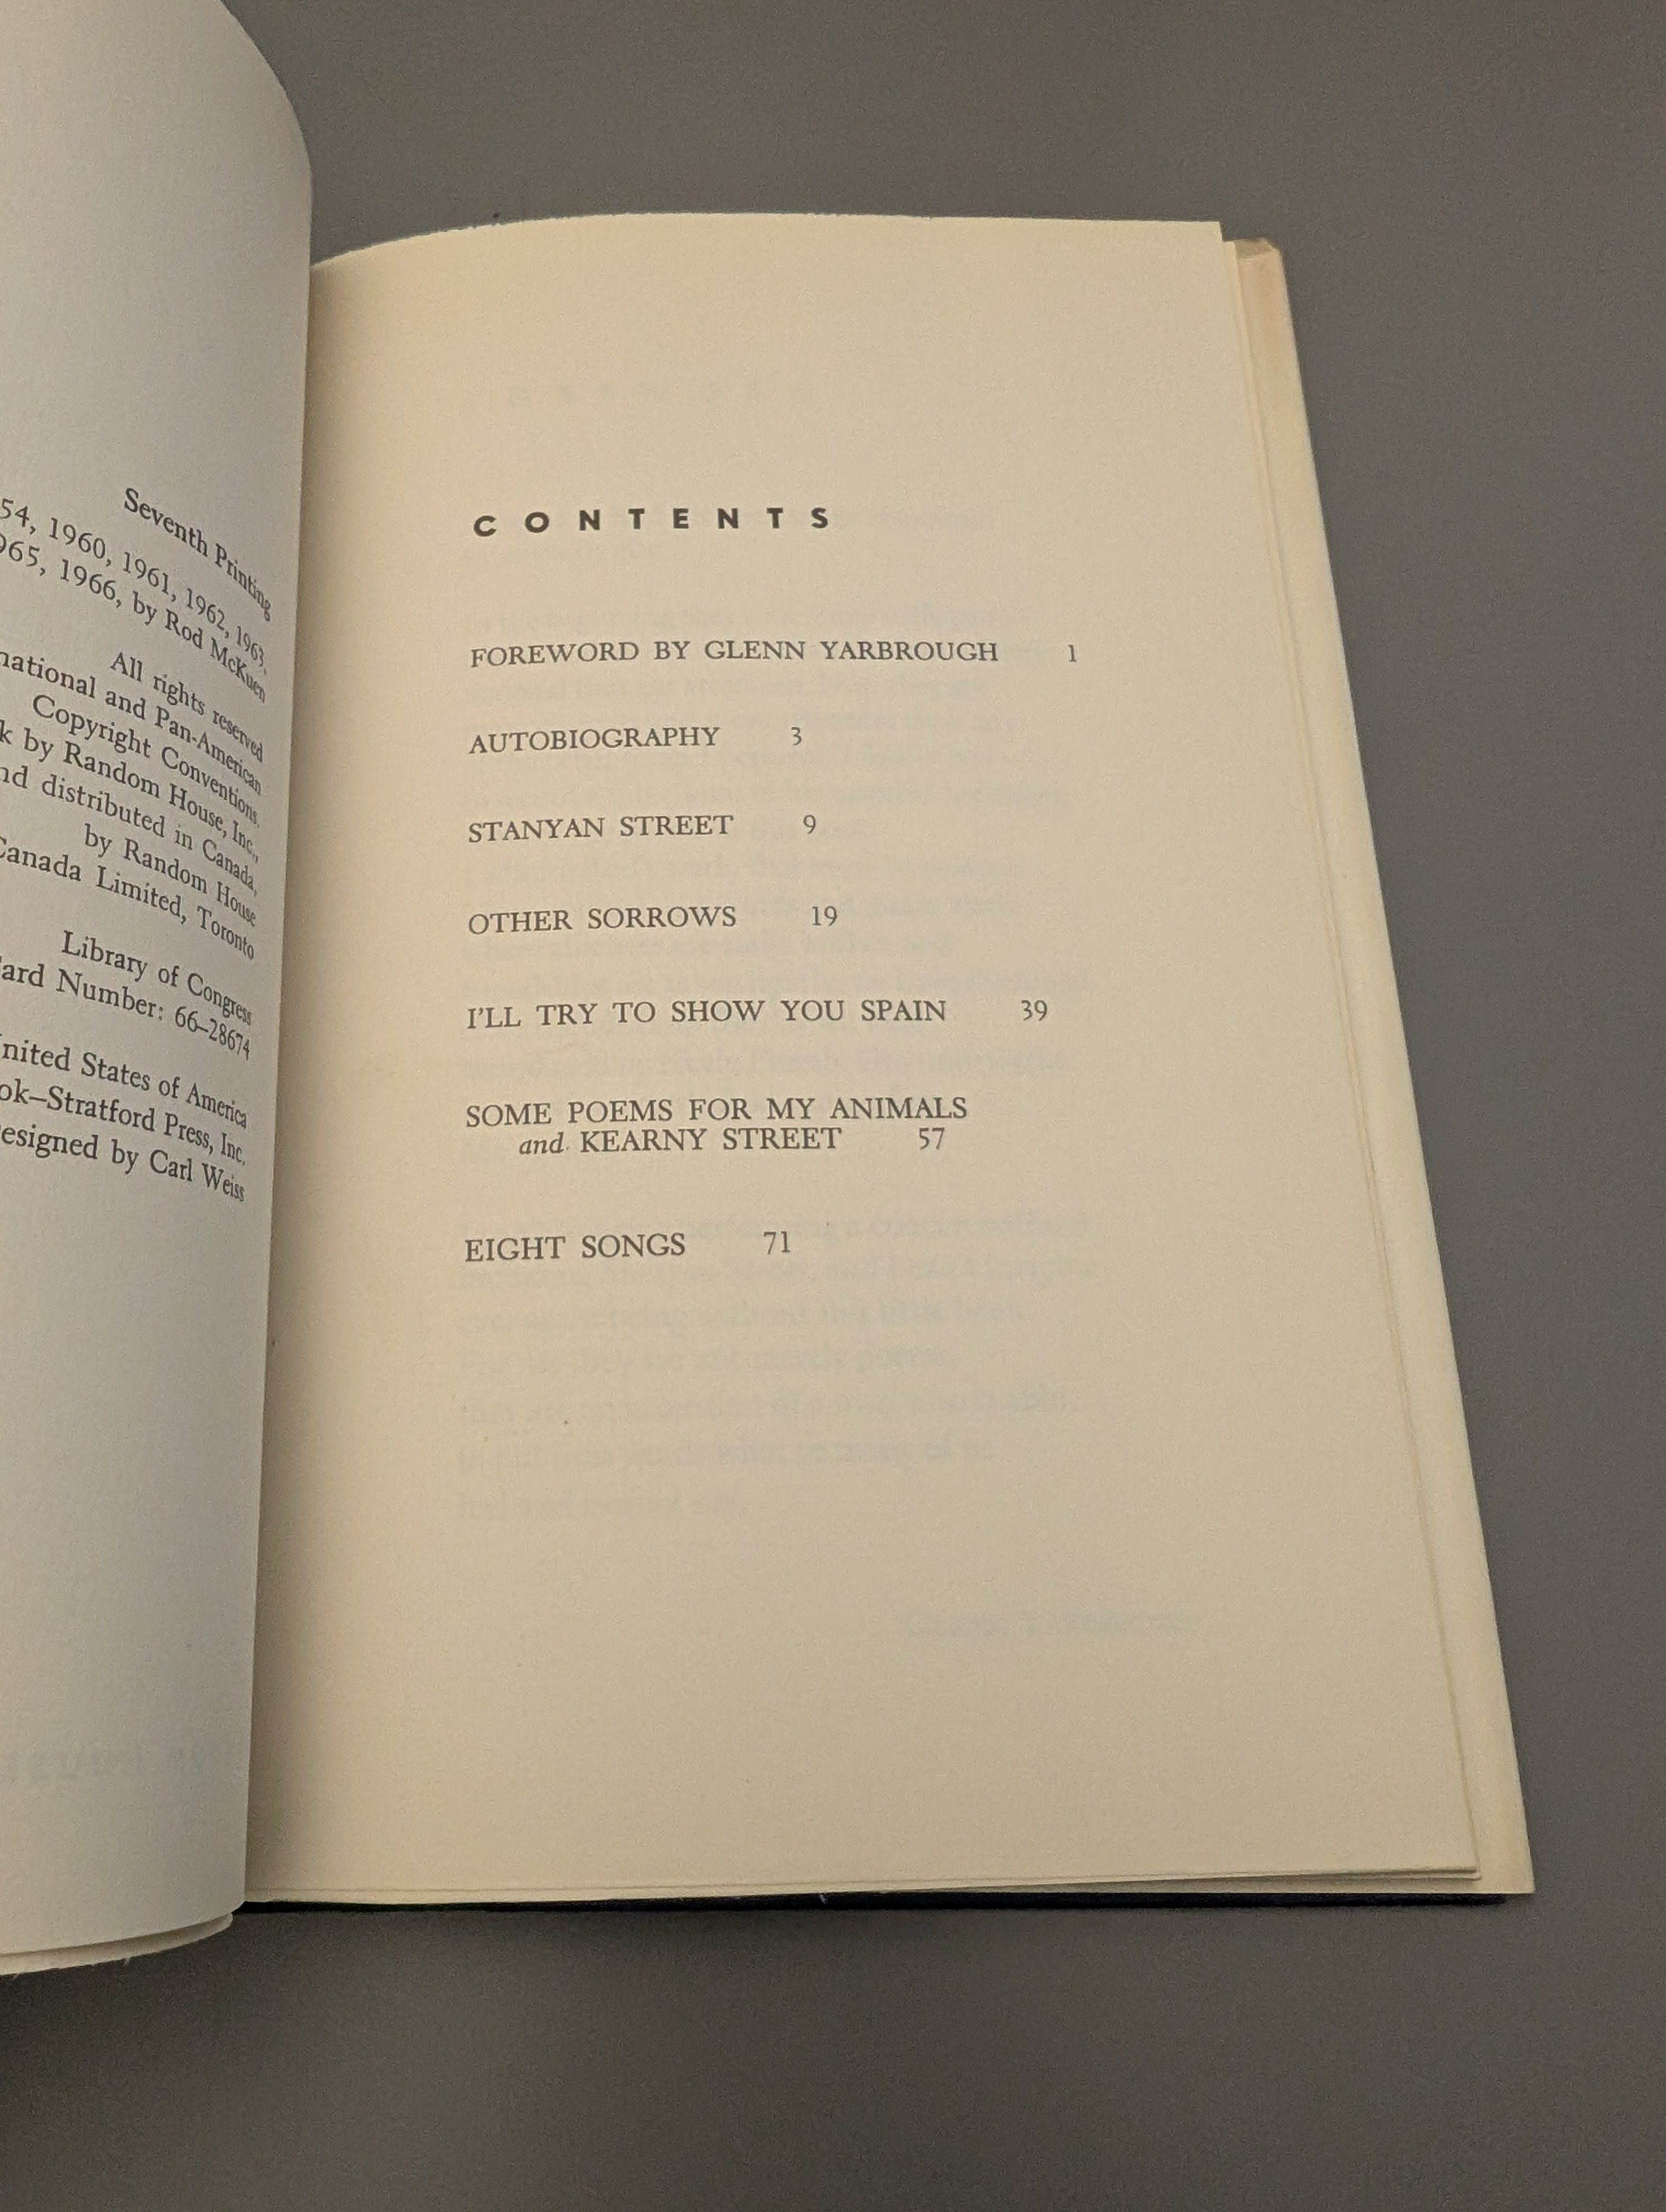 Seventh Printing
54, 1960, 1961, 1962, 1963,
965, 1966, by Rod McKuen
All rights reserved
national and Pan-American
Copyright Conventions.
k by Random House, Inc.,
nd distributed in Canada,
by Random House
Canada Limited, Toronto
Library of Congress
Card Number: 66–28674
United States of America
ok–Stratford Press, Inc.
esigned by Carl Weiss
CONTENTS
FOREWORD BY GLENN YARBROUGH 1
AUTOBIOGRAPHY 3
STANYAN STREET 9
OTHER SORROWS 19
I'LL TRY TO SHOW YOU SPAIN 39
SOME POEMS FOR MY ANIMALS
and KEARNY STREET 57
EIGHT SONGS 71